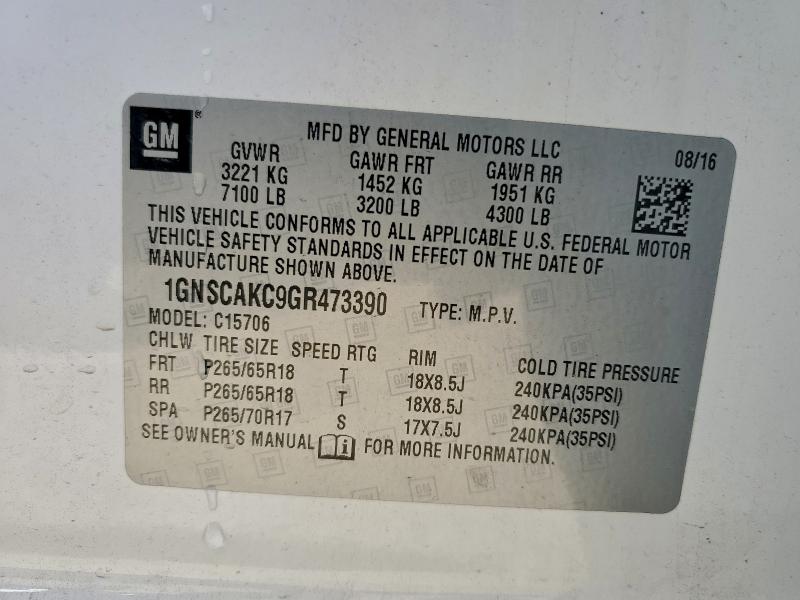 GM®
MFD BY GENERAL MOTORS LLC
08/16
GVWR GAWR FRT GAWR RR
3221 KG 1452 KG 1951 KG
7100 LB 3200 LB 4300 LB
THIS VEHICLE CONFORMS TO ALL APPLICABLE U.S. FEDERAL MOTOR
VEHICLE SAFETY STANDARDS IN EFFECT ON THE DATE OF
MANUFACTURE SHOWN ABOVE.
1GNSCAKC9GR473390 TYPE: M.P.V.
MODEL: C15706
CHLW TIRE SIZE SPEED RTG RIM COLD TIRE PRESSURE
FRT P265/65R18 T 18X8.5J 240KPA(35PSI)
RR P265/65R18 T 18X8.5J 240KPA(35PSI)
SPA P265/70R17 S 17X7.5J 240KPA(35PSI)
SEE OWNER'S MANUAL FOR MORE INFORMATION.